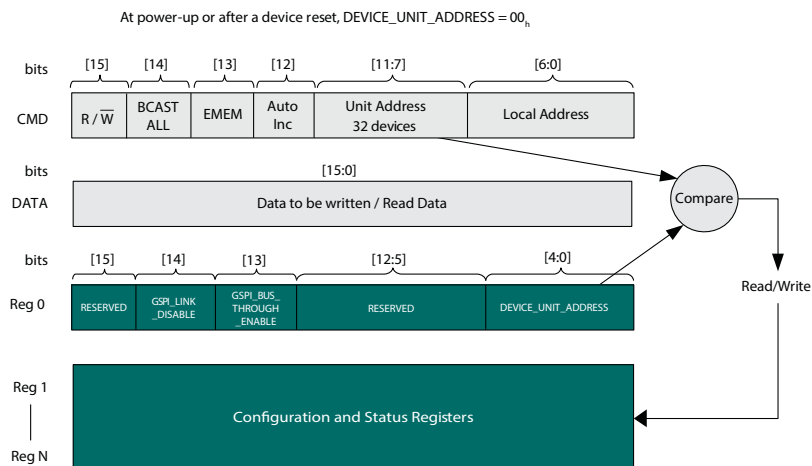 At power-up or after a device reset, DEVICE_UNIT_ADDRESS = 00h
bits [15] [14] [13] [12] [11:7] [6:0]
CMD
R / W
BCAST
ALL
EMEM
Auto
Inc
Unit Address
32 devices
Local Address
bits [15:0]
DATA
Data to be written / Read Data
Compare
bits [15] [14] [13] [12:5] [4:0]
Reg 0
RESERVED
GSPI_LINK
_DISABLE
GSPI_BUS_
THROUGH
_ENABLE
RESERVED
DEVICE_UNIT_ADDRESS
Read/Write
Reg 1
Configuration and Status Registers
Reg N